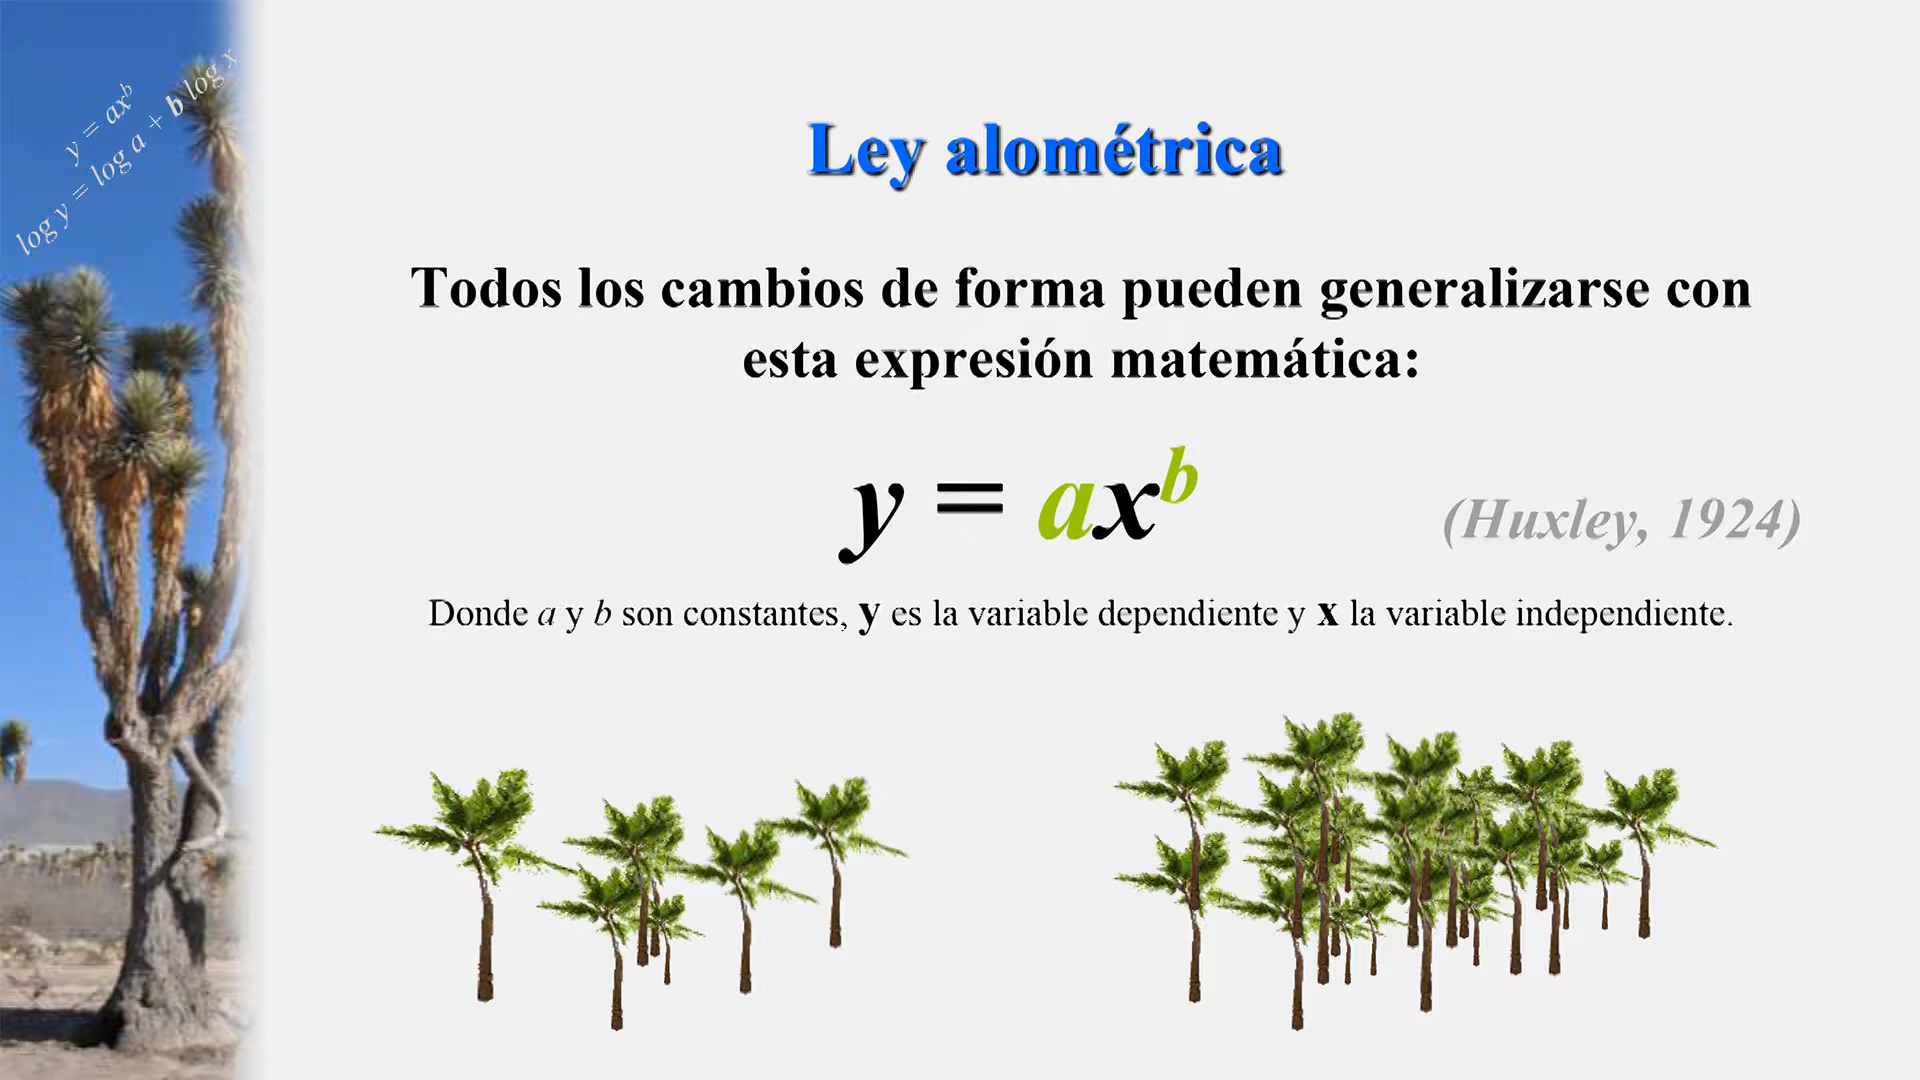 y = ax^b
log y = log a + b log x
Ley alométrica
Todos los cambios de forma pueden generalizarse con
esta expresión matemática:
y = ax^b
(Huxley, 1924)
Donde a y b son constantes, y es la variable dependiente y x la variable independiente.